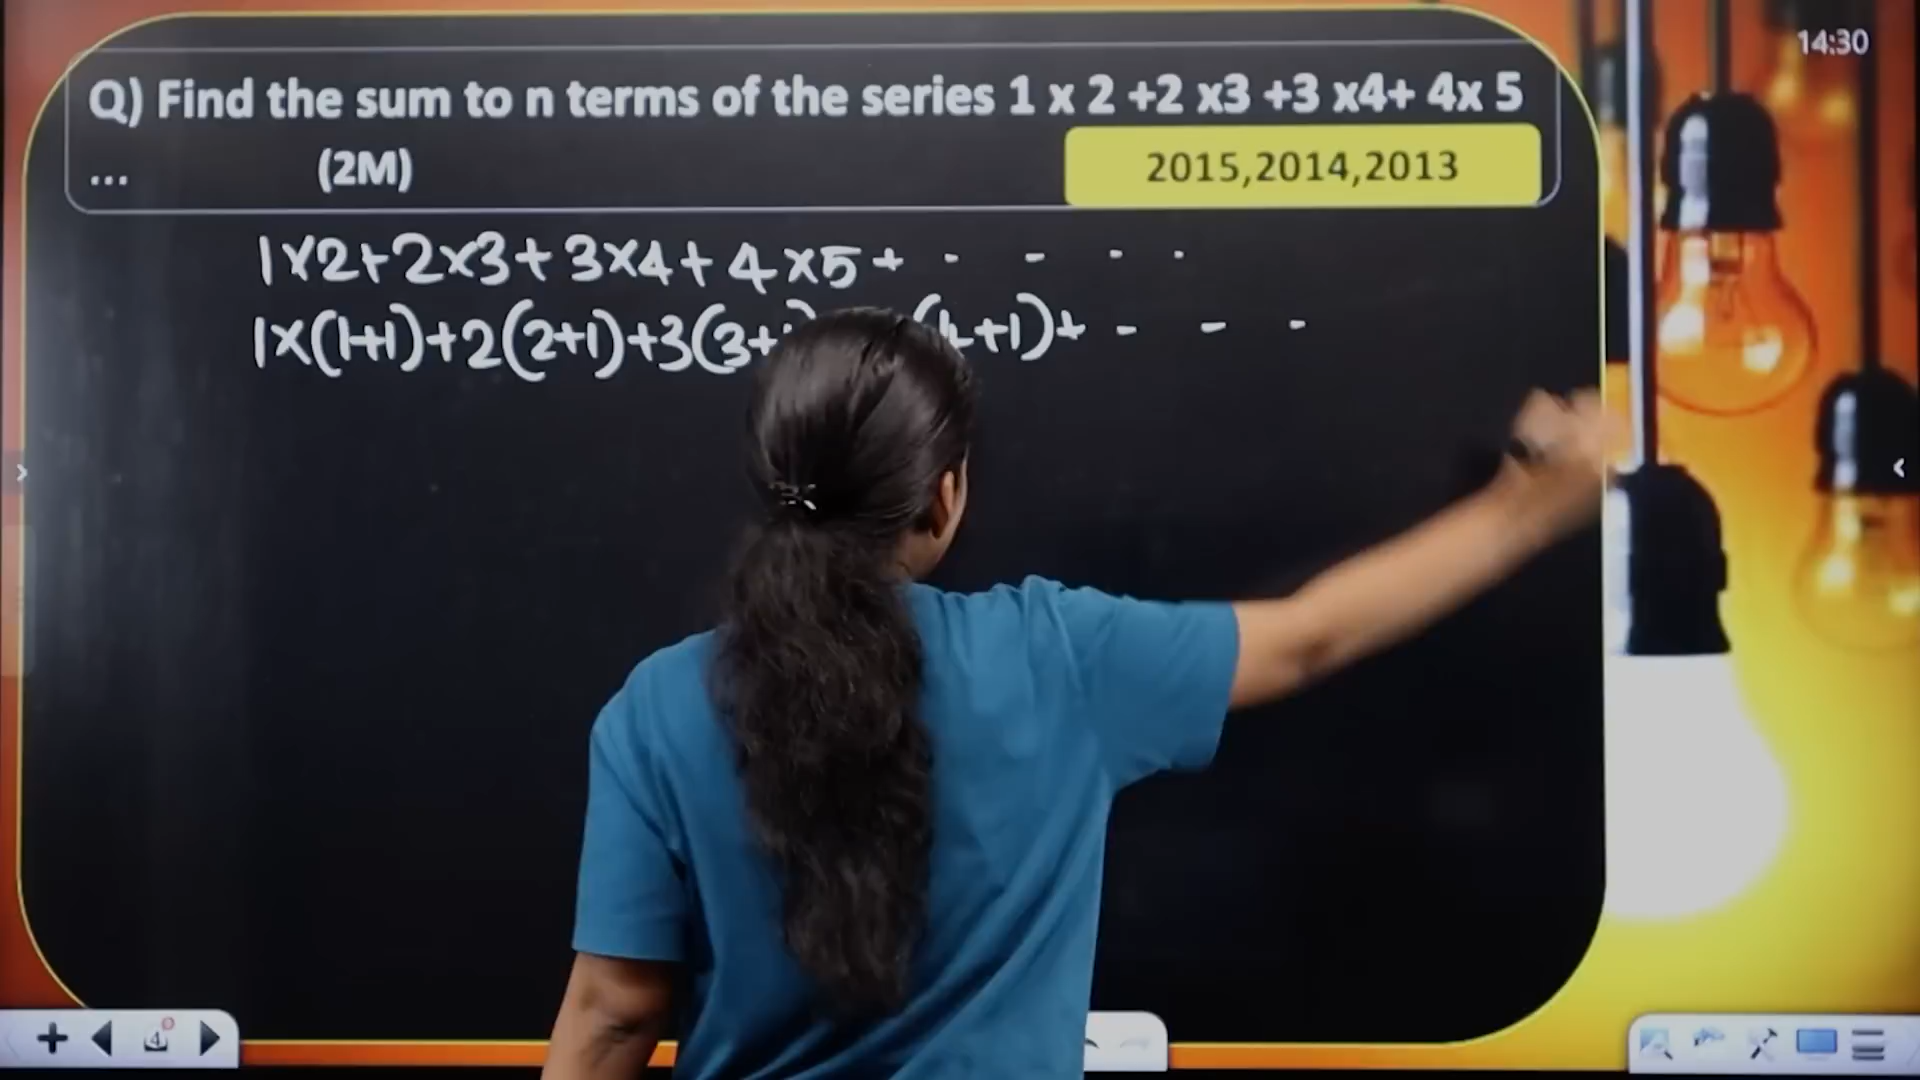 14:30
Q) Find the sum to n terms of the series 1 x 2 +2 x3 +3 x4+ 4x 5
... (2M) 2015,2014,2013
1×2+2×3+3×4+4×5+ - - - -
1×(1+1)+2(2+1)+3(3+ +1)+ - - -
4